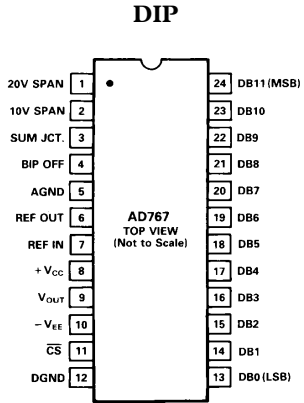 DIP
20V SPAN 1 24 DB11 (MSB)
10V SPAN 2 23 DB10
SUM JCT. 3 22 DB9
BIP OFF 4 21 DB8
AGND 5 20 DB7
REF OUT 6 AD767 19 DB6
TOP VIEW
REF IN 7 (Not to Scale) 18 DB5
+VCC 8 17 DB4
VOUT 9 16 DB3
−VEE 10 15 DB2
C̅S̅ 11 14 DB1
DGND 12 13 DB0 (LSB)